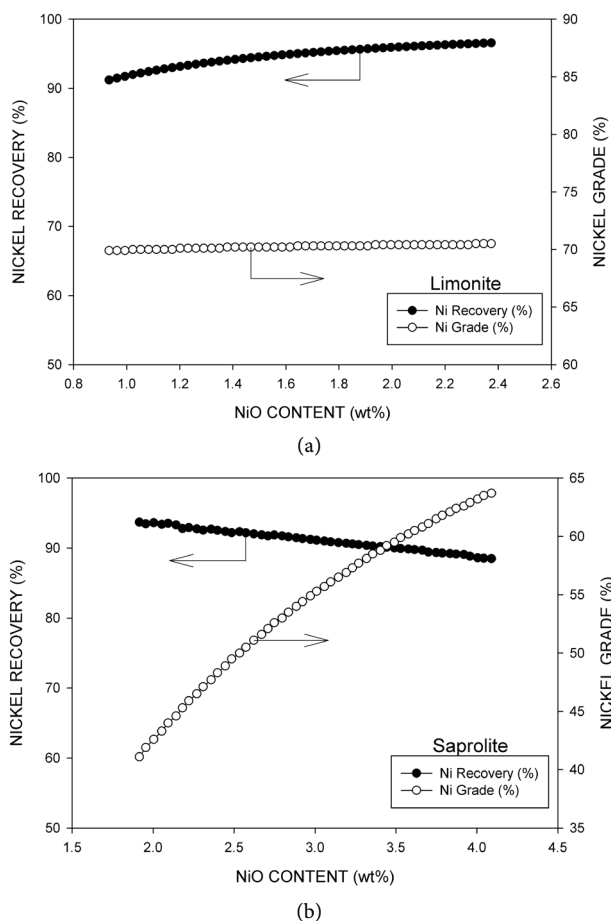 (a)
100
90
80
70
60
50
90
85
80
75
70
65
60
NICKEL RECOVERY (%)
NICKEL GRADE (%)
Limonite
Ni Recovery (%)
Ni Grade (%)
0.8 1.0 1.2 1.4 1.6 1.8 2.0 2.2 2.4 2.6
NiO CONTENT (wt%)
(a)
100
90
80
70
60
50
65
60
55
50
45
40
35
NICKEL RECOVERY (%)
NICKEL GRADE (%)
Saprolite
Ni Recovery (%)
Ni Grade (%)
1.5 2.0 2.5 3.0 3.5 4.0 4.5
NiO CONTENT (wt%)
(b)